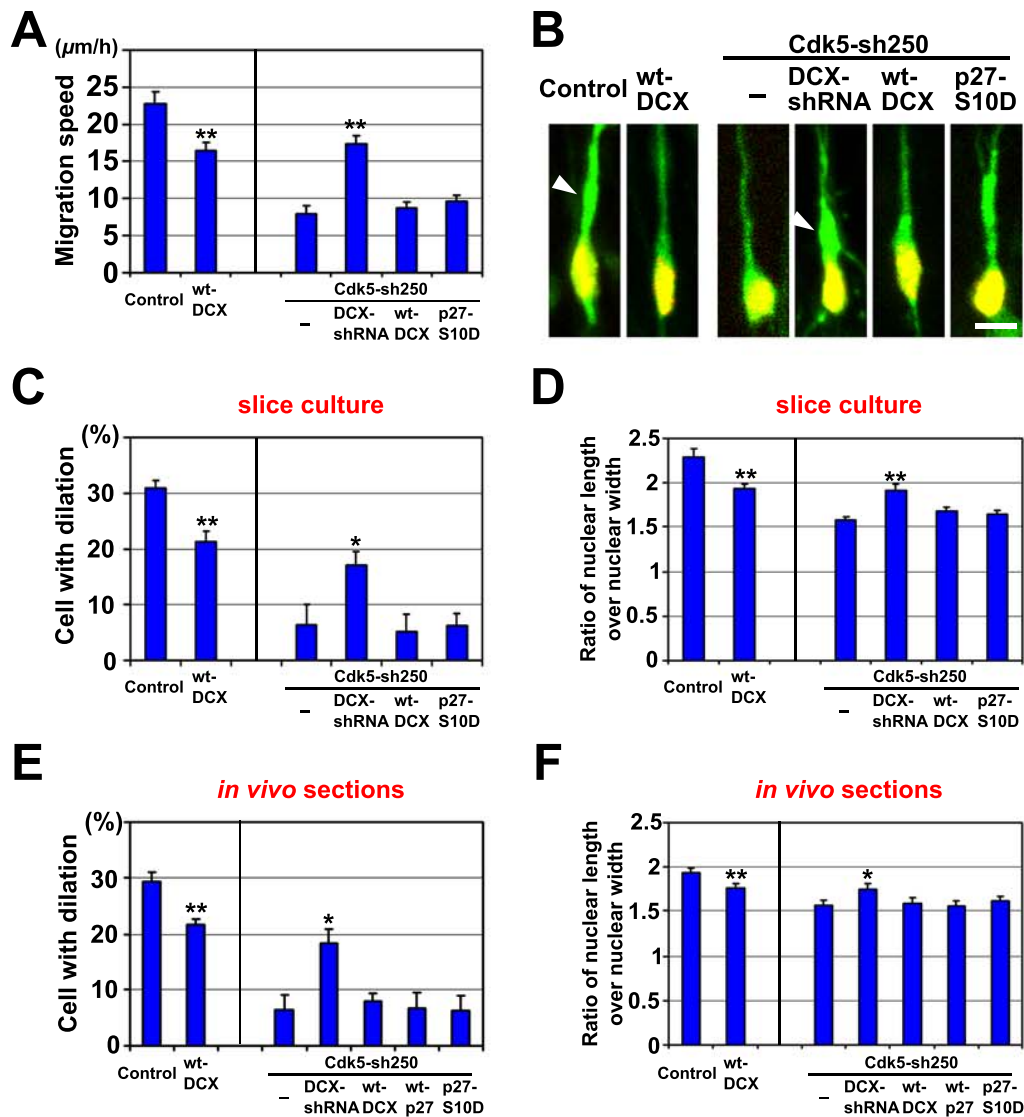 A
(µm/h)
Migration speed
25
20
15
10
5
0
**
**
Control
wt-
DCX
Cdk5-sh250
–
DCX-
shRNA
wt-
DCX
p27-
S10D
B
Cdk5-sh250
Control
wt-
DCX
–
DCX-
shRNA
wt-
DCX
p27-
S10D
C
slice culture
(%)
Cell with dilation
30
20
10
0
**
*
Control
wt-
DCX
Cdk5-sh250
–
DCX-
shRNA
wt-
DCX
p27-
S10D
D
slice culture
Ratio of nuclear length
over nuclear width
2.5
2
1.5
1
0.5
0
**
**
Control
wt-
DCX
Cdk5-sh250
–
DCX-
shRNA
wt-
DCX
p27-
S10D
E
in vivo sections
(%)
Cell with dilation
30
20
10
0
**
*
Control
wt-
DCX
Cdk5-sh250
–
DCX-
shRNA
wt-
DCX
wt-
p27
p27-
S10D
F
in vivo sections
Ratio of nuclear length
over nuclear width
2.5
2
1.5
1
0.5
0
**
*
Control
wt-
DCX
Cdk5-sh250
–
DCX-
shRNA
wt-
DCX
wt-
p27
p27-
S10D